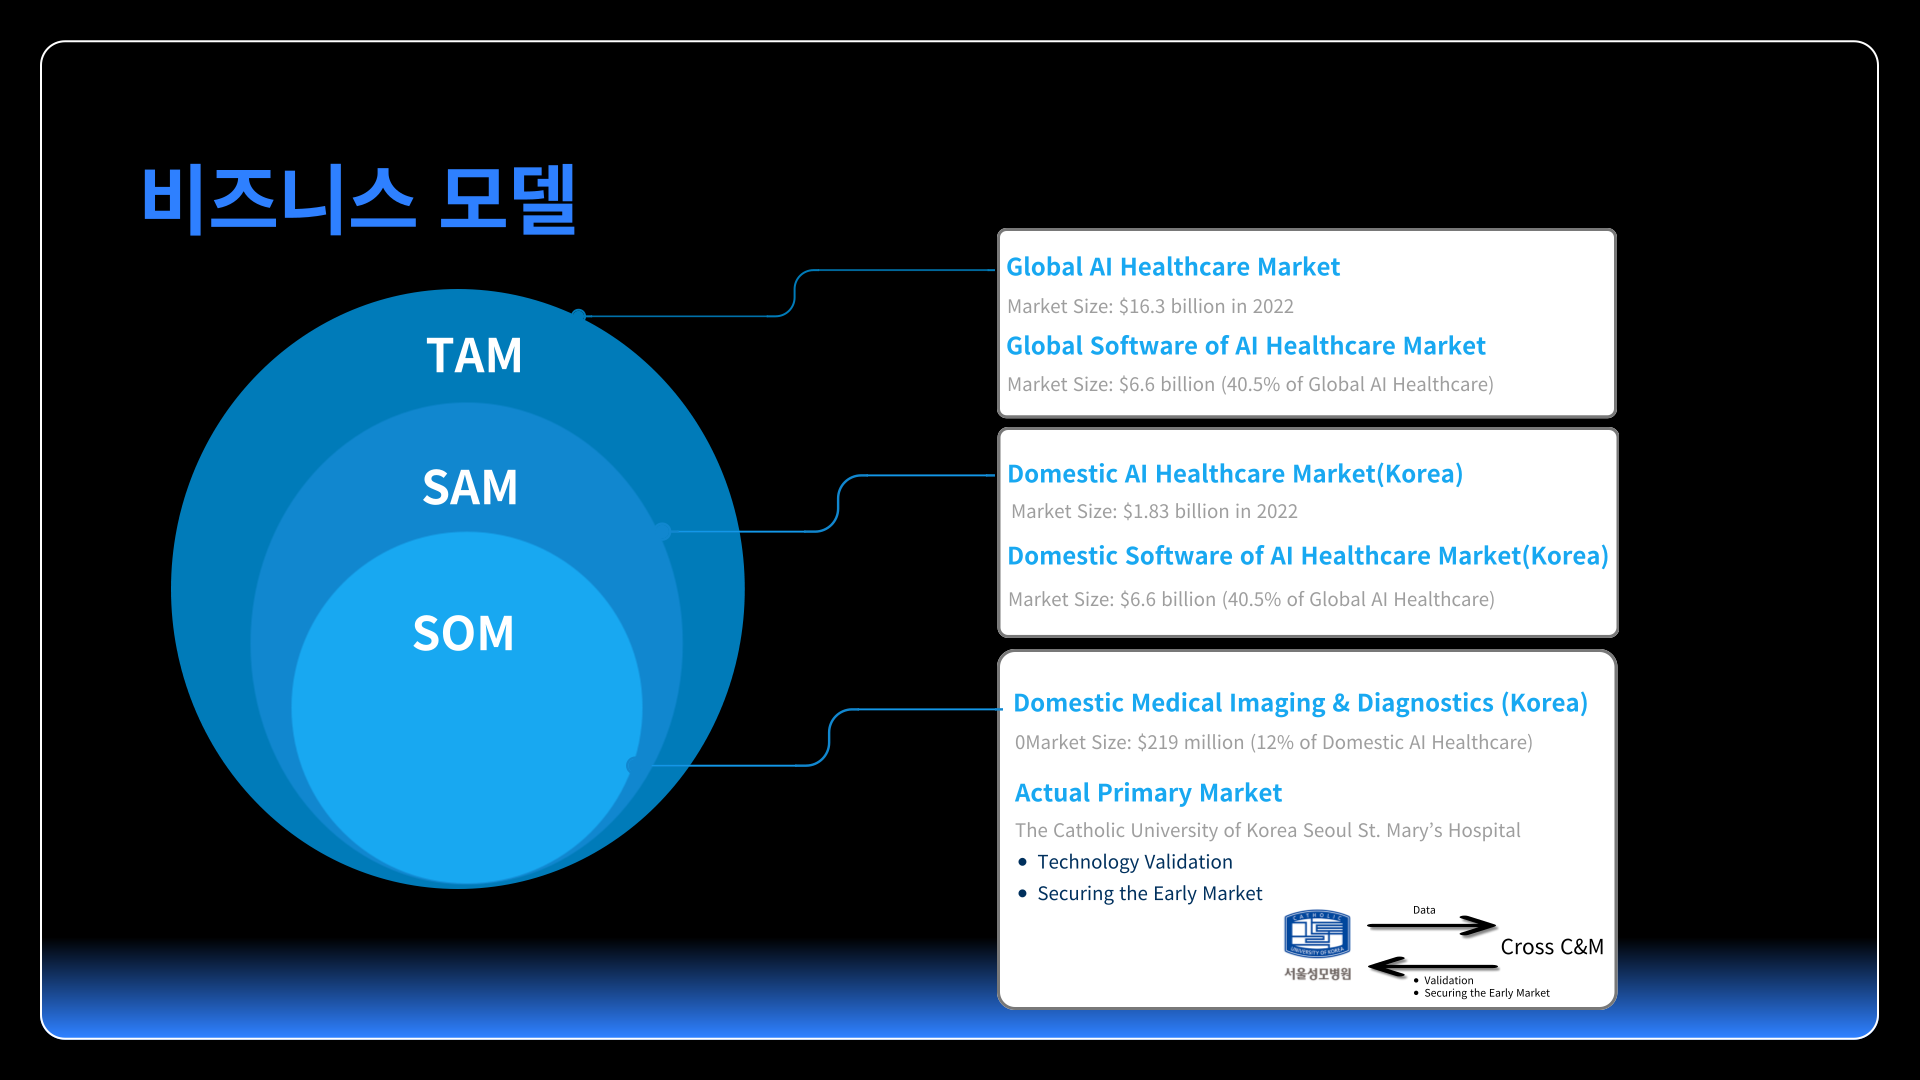 비즈니스 모델
TAM
SAM
SOM
Global AI Healthcare Market
Market Size: $16.3 billion in 2022
Global Software of AI Healthcare Market
Market Size: $6.6 billion (40.5% of Global AI Healthcare)
Domestic AI Healthcare Market(Korea)
Market Size: $1.83 billion in 2022
Domestic Software of AI Healthcare Market(Korea)
Market Size: $6.6 billion (40.5% of Global AI Healthcare)
Domestic Medical Imaging & Diagnostics (Korea)
0Market Size: $219 million (12% of Domestic AI Healthcare)
Actual Primary Market
The Catholic University of Korea Seoul St. Mary’s Hospital
• Technology Validation
• Securing the Early Market
CATHOLIC
UNIVERSITY OF KOREA
서울성모병원
Data
Cross C&M
• Validation
• Securing the Early Market